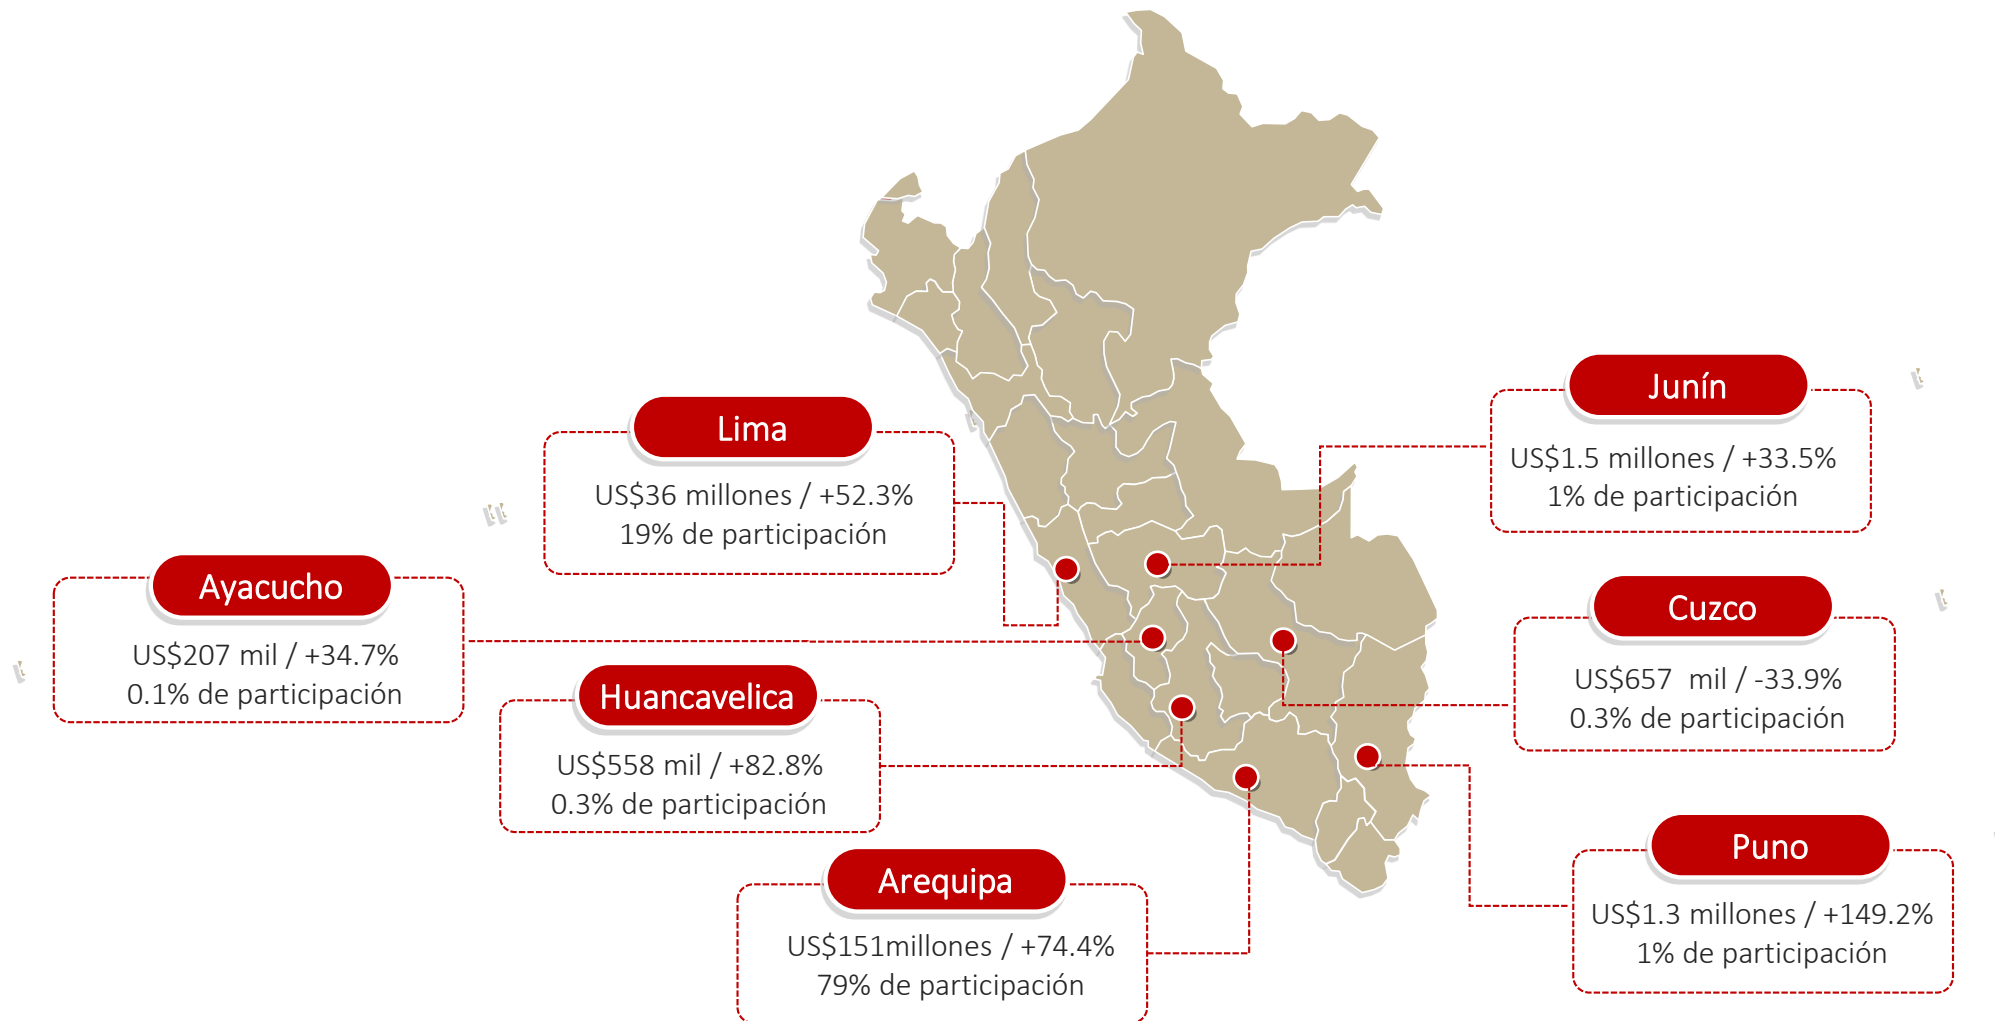 Lima
US$36 millones / +52.3%
19% de participación
Junín
US$1.5 millones / +33.5%
1% de participación
Ayacucho
US$207 mil / +34.7%
0.1% de participación
Cuzco
US$657  mil / -33.9%
0.3% de participación
Huancavelica
US$558 mil / +82.8%
0.3% de participación
Puno
US$1.3 millones / +149.2%
1% de participación
Arequipa
US$151millones / +74.4%
79% de participación